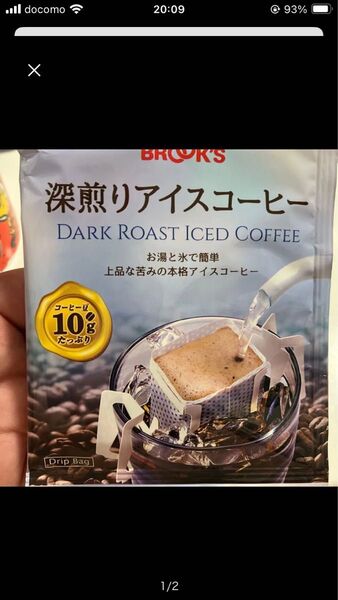 docomo 20:09 93%
BROOK'S
深煎りアイスコーヒー
DARK ROAST ICED COFFEE
お湯と氷で簡単
上品な苦みの本格アイスコーヒー
コーヒー豆
10g
たっぷり
Drip Bag
1/2